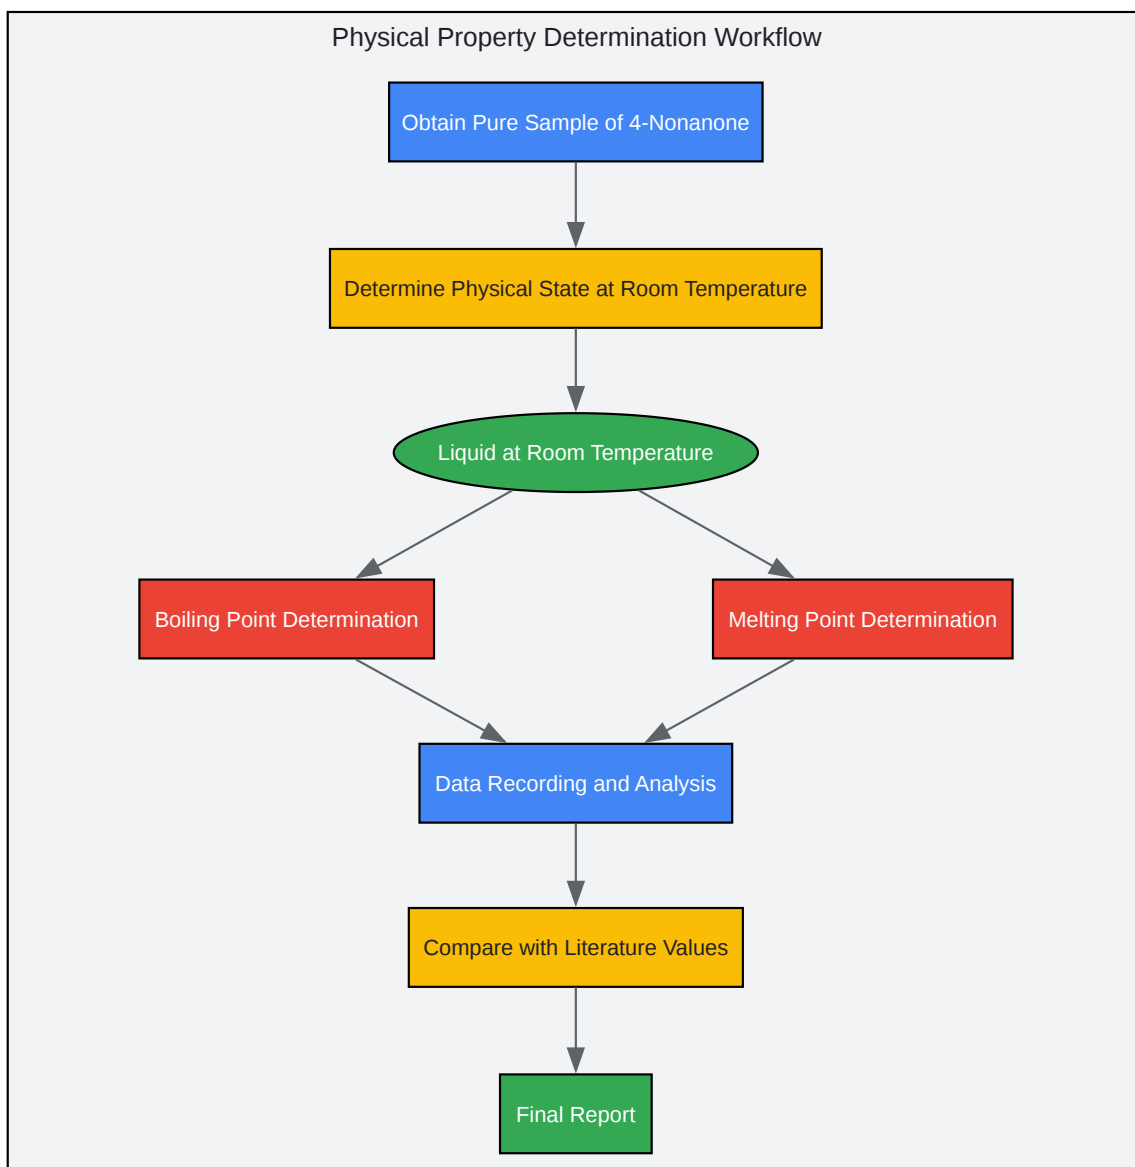 Physical Property Determination Workflow
Obtain Pure Sample of 4-Nonanone
Determine Physical State at Room Temperature
Liquid at Room Temperature
Boiling Point Determination
Melting Point Determination
Data Recording and Analysis
Compare with Literature Values
Final Report